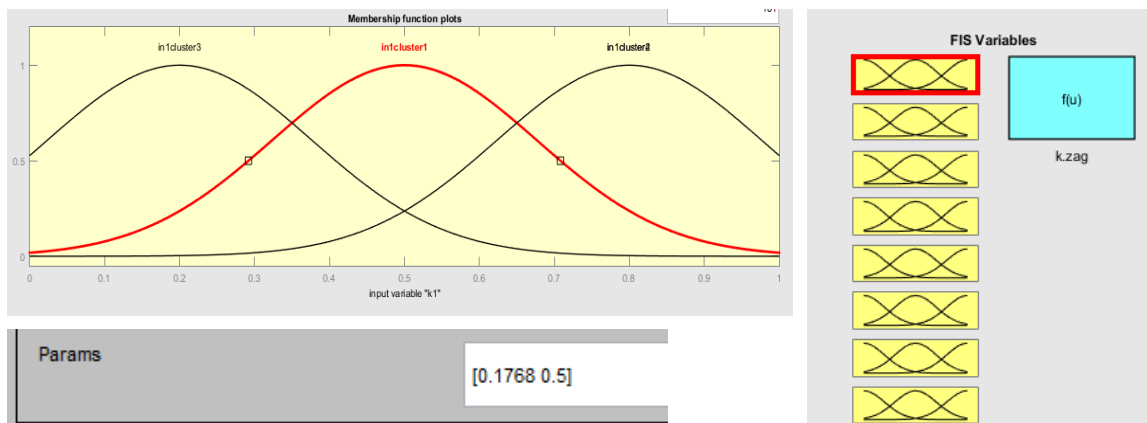 Membership function plots
in1cluster3
in1cluster1
1
0.5
0
0 0.1 0.2 0.3 0.4 0.5 0.6 0.7 0.8 0.9 1
input variable "k1"
Params
[0.1768 0.5]
FIS Variables
f(u)
k.zag